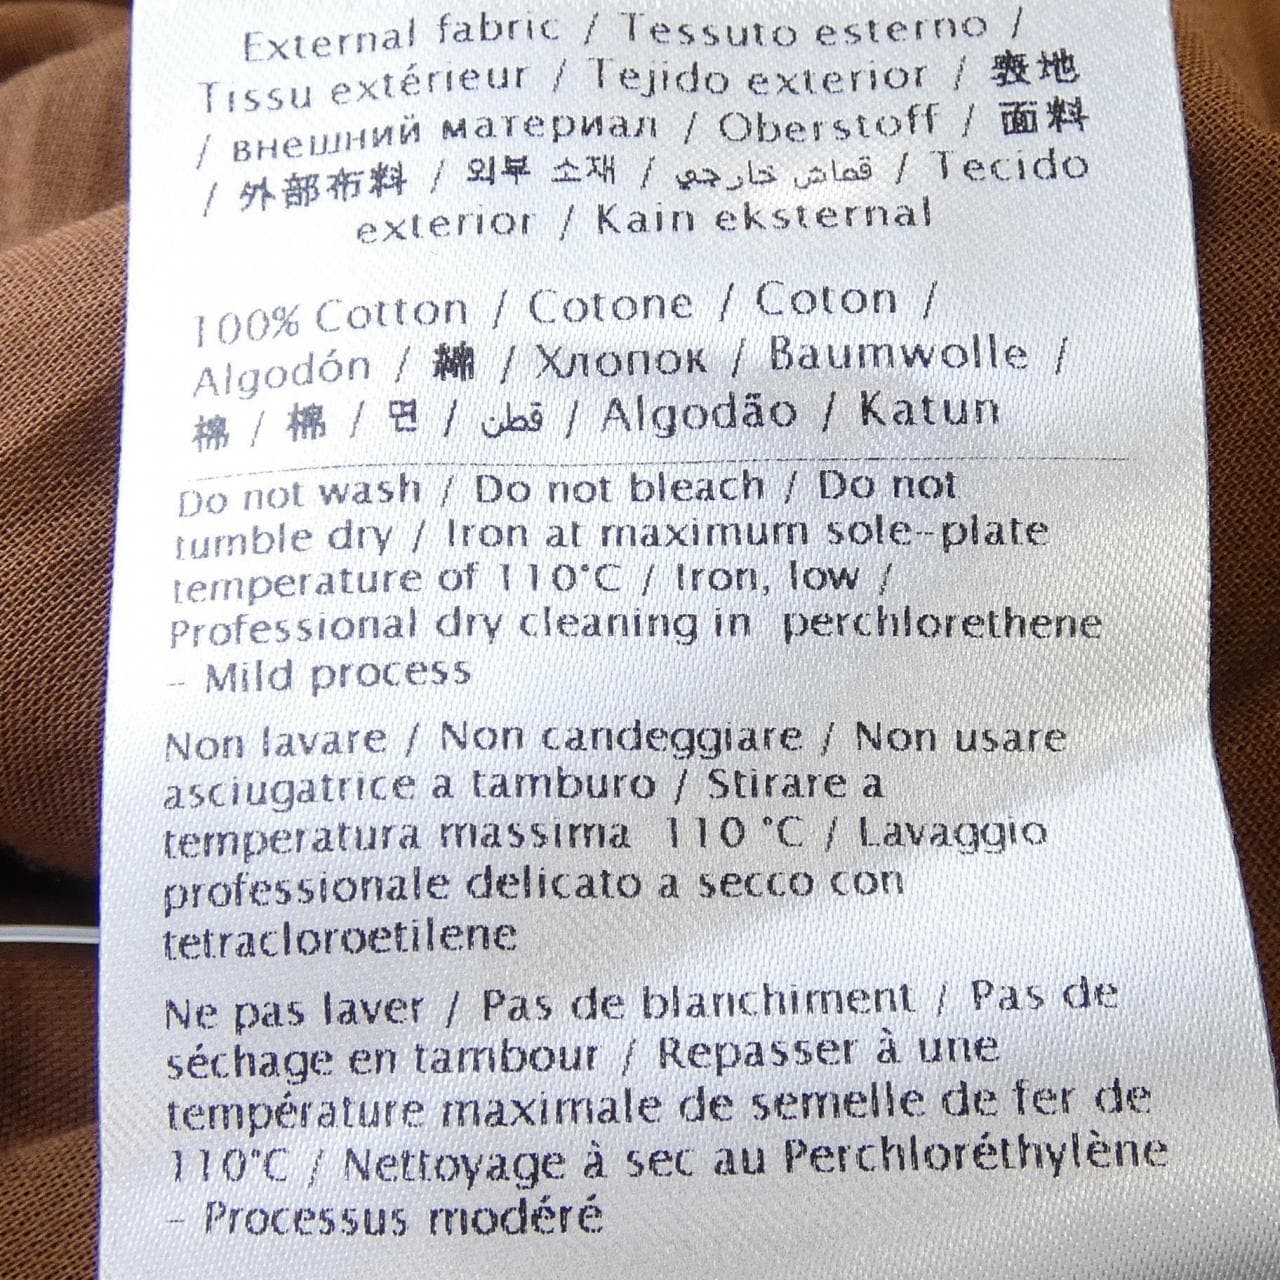 External fabric / Tessuto esterno /
Tissu extérieur / Tejido exterior / 表地
/ внешний материал / Oberstoff / 面料
/ 外部布料 / 외부 소재 / قماش خارجي / Tecido
exterior / Kain eksternal
100% Cotton / Cotone / Coton /
Algodón / 綿 / Хлопок / Baumwolle /
棉 / 棉 / 면 / قطن / Algodão / Katun
Do not wash / Do not bleach / Do not
tumble dry / Iron at maximum sole-plate
temperature of 110°C / Iron, low /
Professional dry cleaning in perchlorethene
- Mild process
Non lavare / Non candeggiare / Non usare
asciugatrice a tamburo / Stirare a
temperatura massima 110 °C / Lavaggio
professionale delicato a secco con
tetracloroetilene
Ne pas laver / Pas de blanchiment / Pas de
séchage en tambour / Repasser à une
température maximale de semelle de fer de
110°C / Nettoyage à sec au Perchloréthylène
- Processus modéré